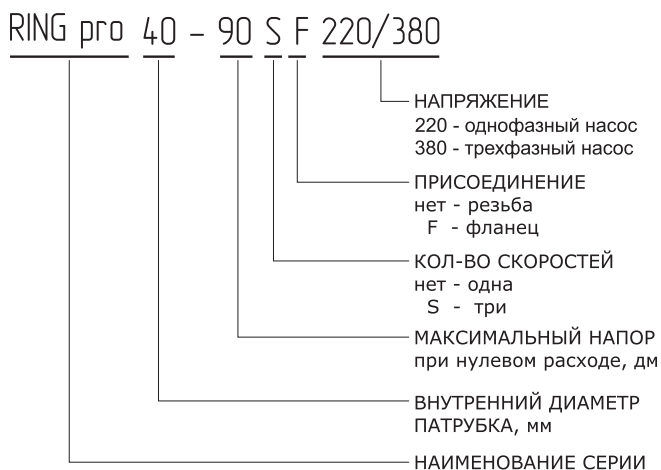 RING pro 40 - 90 S F 220/380
НАПРЯЖЕНИЕ
220 - однофазный насос
380 - трехфазный насос
ПРИСОЕДИНЕНИЕ
нет - резьба
F - фланец
КОЛ-ВО СКОРОСТЕЙ
нет - одна
S - три
МАКСИМАЛЬНЫЙ НАПОР
при нулевом расходе, дм
ВНУТРЕННИЙ ДИАМЕТР
ПАТРУБКА, мм
НАИМЕНОВАНИЕ СЕРИИ